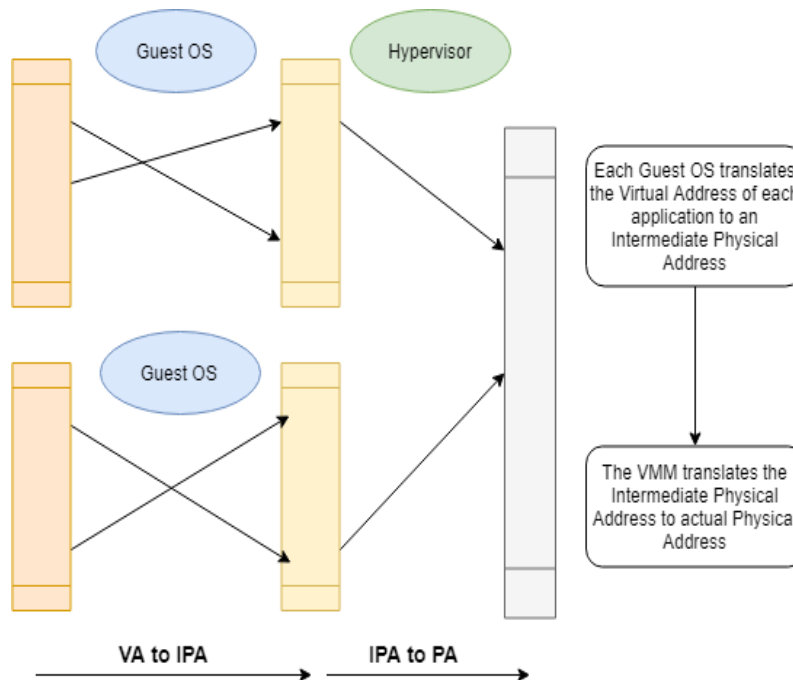 Guest OS
Hypervisor
Guest OS
Each Guest OS translates
the Virtual Address of each
application to an
Intermediate Physical
Address
The VMM translates the
Intermediate Physical
Address to actual Physical
Address
VA to IPA
IPA to PA